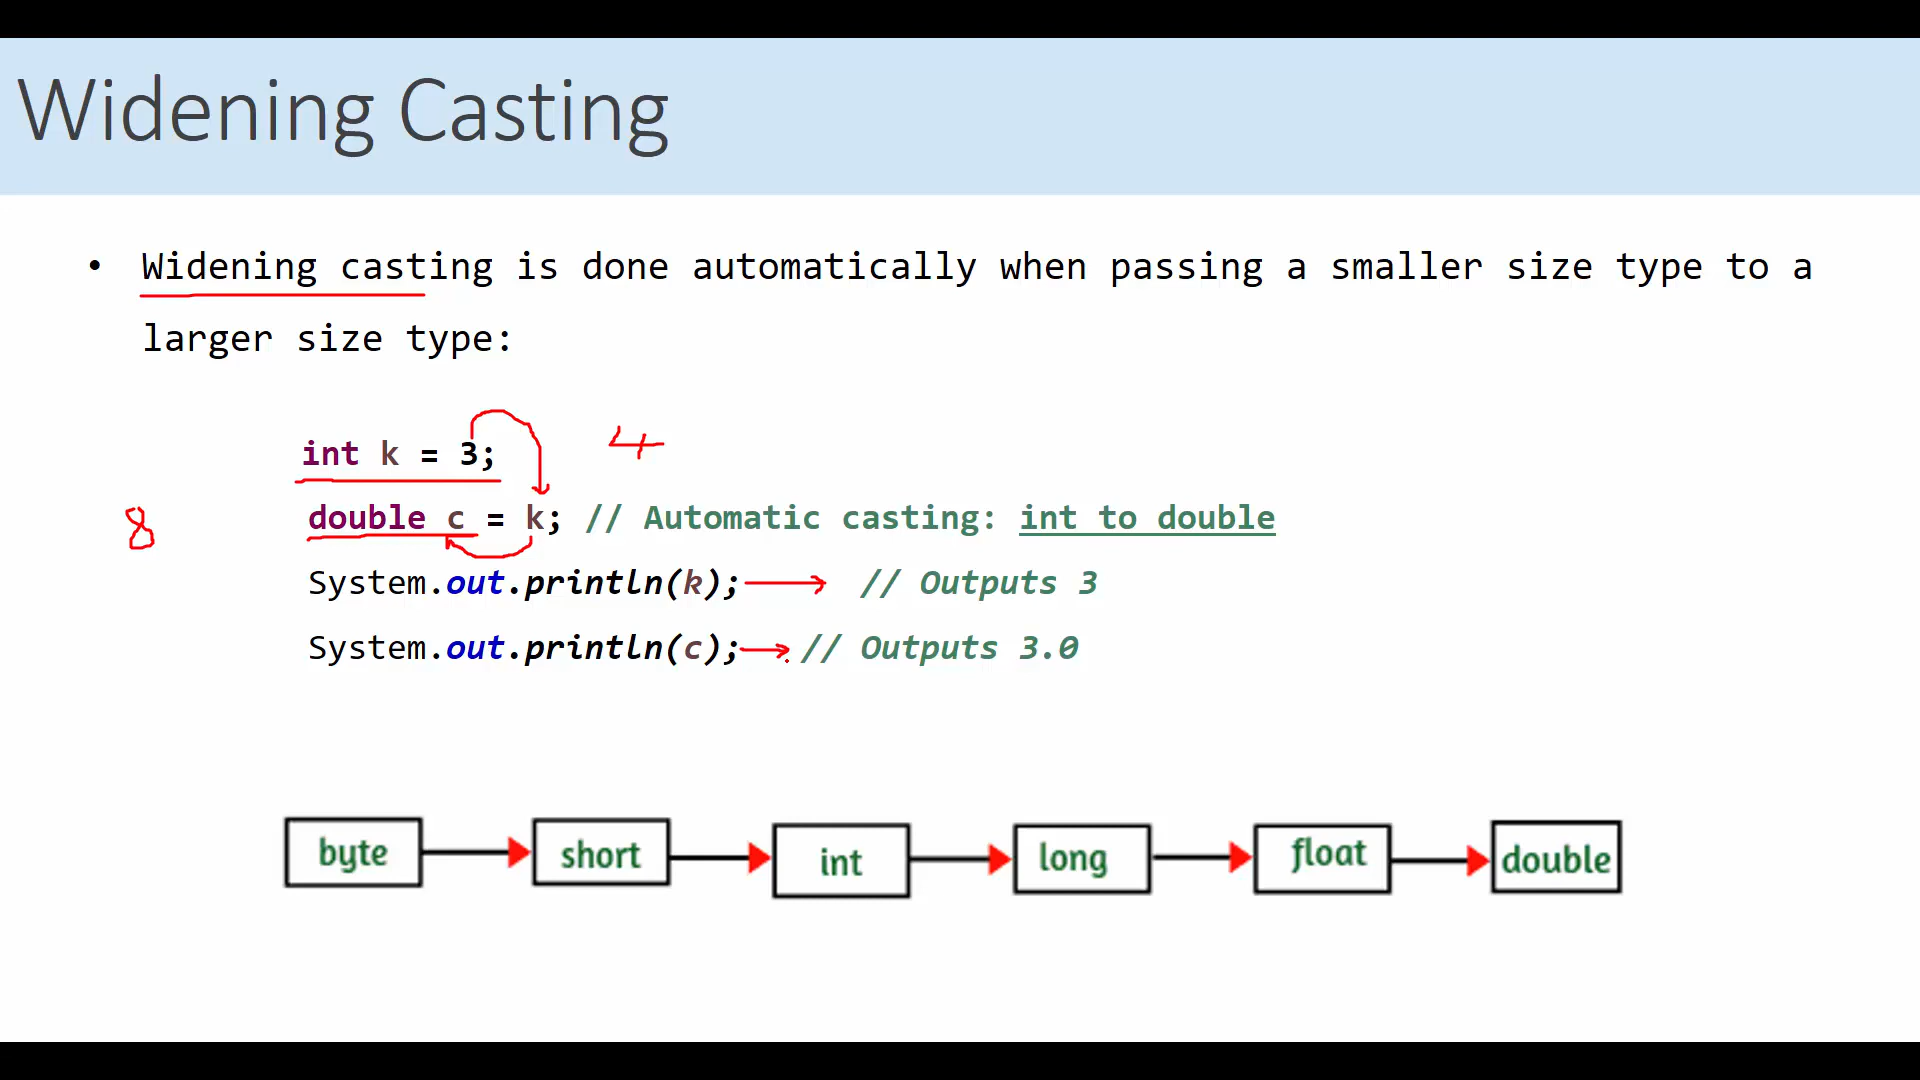 Widening Casting
• Widening casting is done automatically when passing a smaller size type to a
larger size type:
int k = 3; 4
8 double c = k; // Automatic casting: int to double
System.out.println(k); // Outputs 3
System.out.println(c); // Outputs 3.0
byte short int long float double